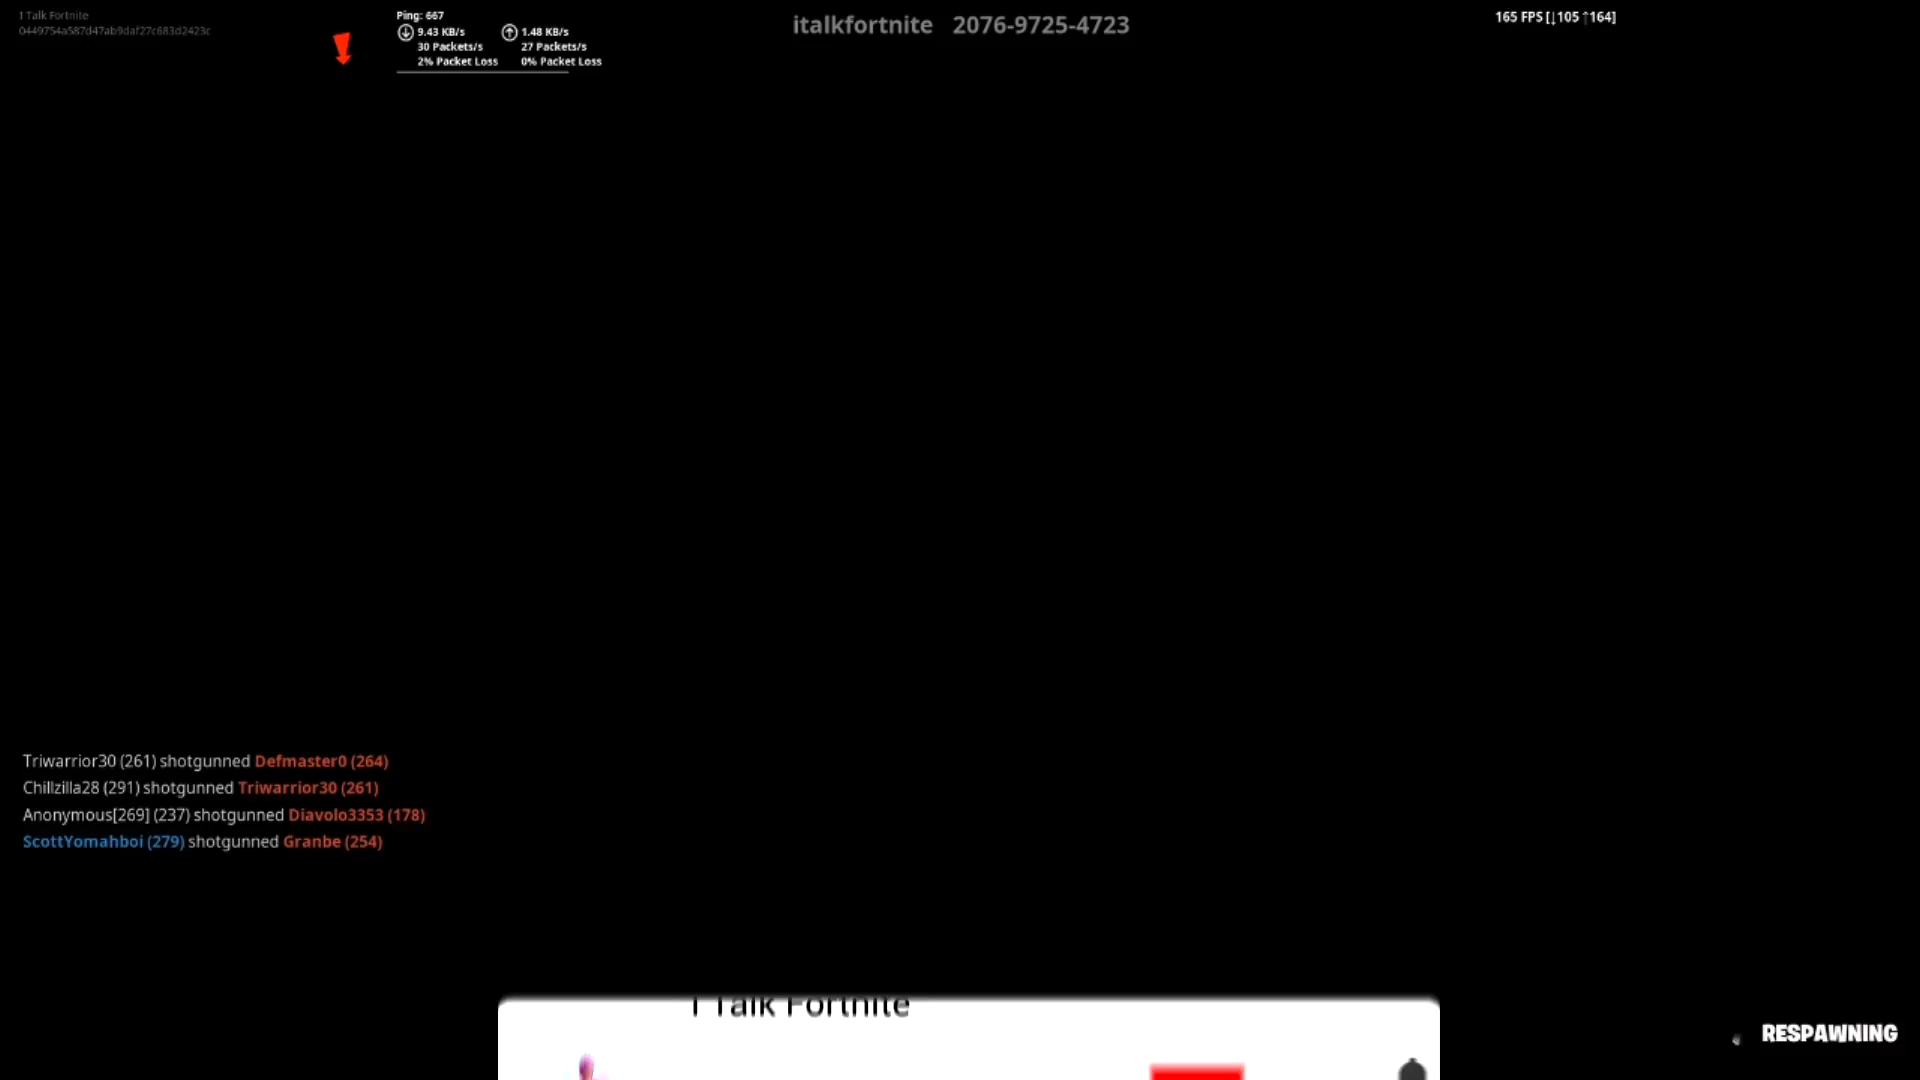 I Talk Fortnite
0449754a587d47ab9daf27c683d2423c
Ping: 667
9.43 KB/s 1.48 KB/s
30 Packets/s 27 Packets/s
2% Packet Loss 0% Packet Loss
italkfortnite 2076-9725-4723
165 FPS [↓105 ↑164]
Triwarrior30 (261) shotgunned Defmaster0 (264)
Chillzilla28 (291) shotgunned Triwarrior30 (261)
Anonymous[269] (237) shotgunned Diavolo3353 (178)
ScottYomahboi (279) shotgunned Granbe (254)
I Talk Fortnite
RESPAWNING